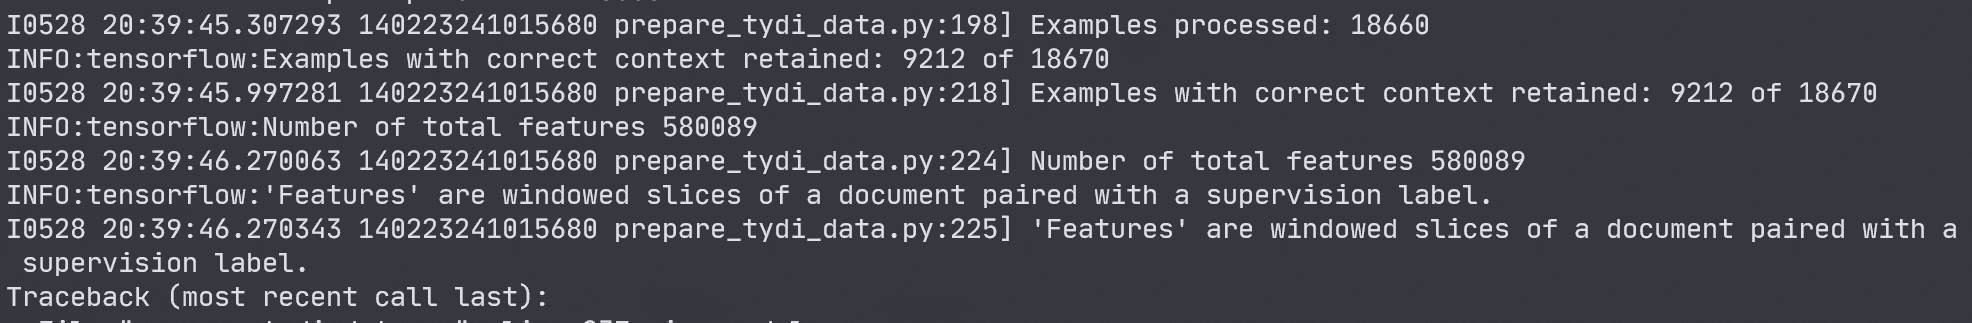 I0528 20:39:45.307293 140223241015680 prepare_tydi_data.py:198] Examples processed: 18660
INFO:tensorflow:Examples with correct context retained: 9212 of 18670
I0528 20:39:45.997281 140223241015680 prepare_tydi_data.py:218] Examples with correct context retained: 9212 of 18670
INFO:tensorflow:Number of total features 580089
I0528 20:39:46.270063 140223241015680 prepare_tydi_data.py:224] Number of total features 580089
INFO:tensorflow:'Features' are windowed slices of a document paired with a supervision label.
I0528 20:39:46.270343 140223241015680 prepare_tydi_data.py:225] 'Features' are windowed slices of a document paired with a
supervision label.
Traceback (most recent call last):